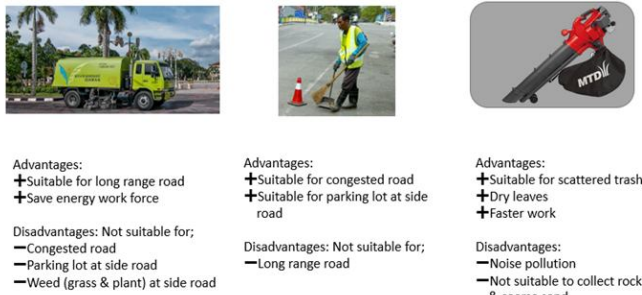 MTD
Advantages:
+Suitable for long range road
+Save energy work force
Disadvantages: Not suitable for;
−Congested road
−Parking lot at side road
−Weed (grass & plant) at side road
Advantages:
+Suitable for congested road
+Suitable for parking lot at side
road
Disadvantages: Not suitable for;
−Long range road
Advantages:
+Suitable for scattered trash
+Dry leaves
+Faster work
Disadvantages:
−Noise pollution
−Not suitable to collect rock